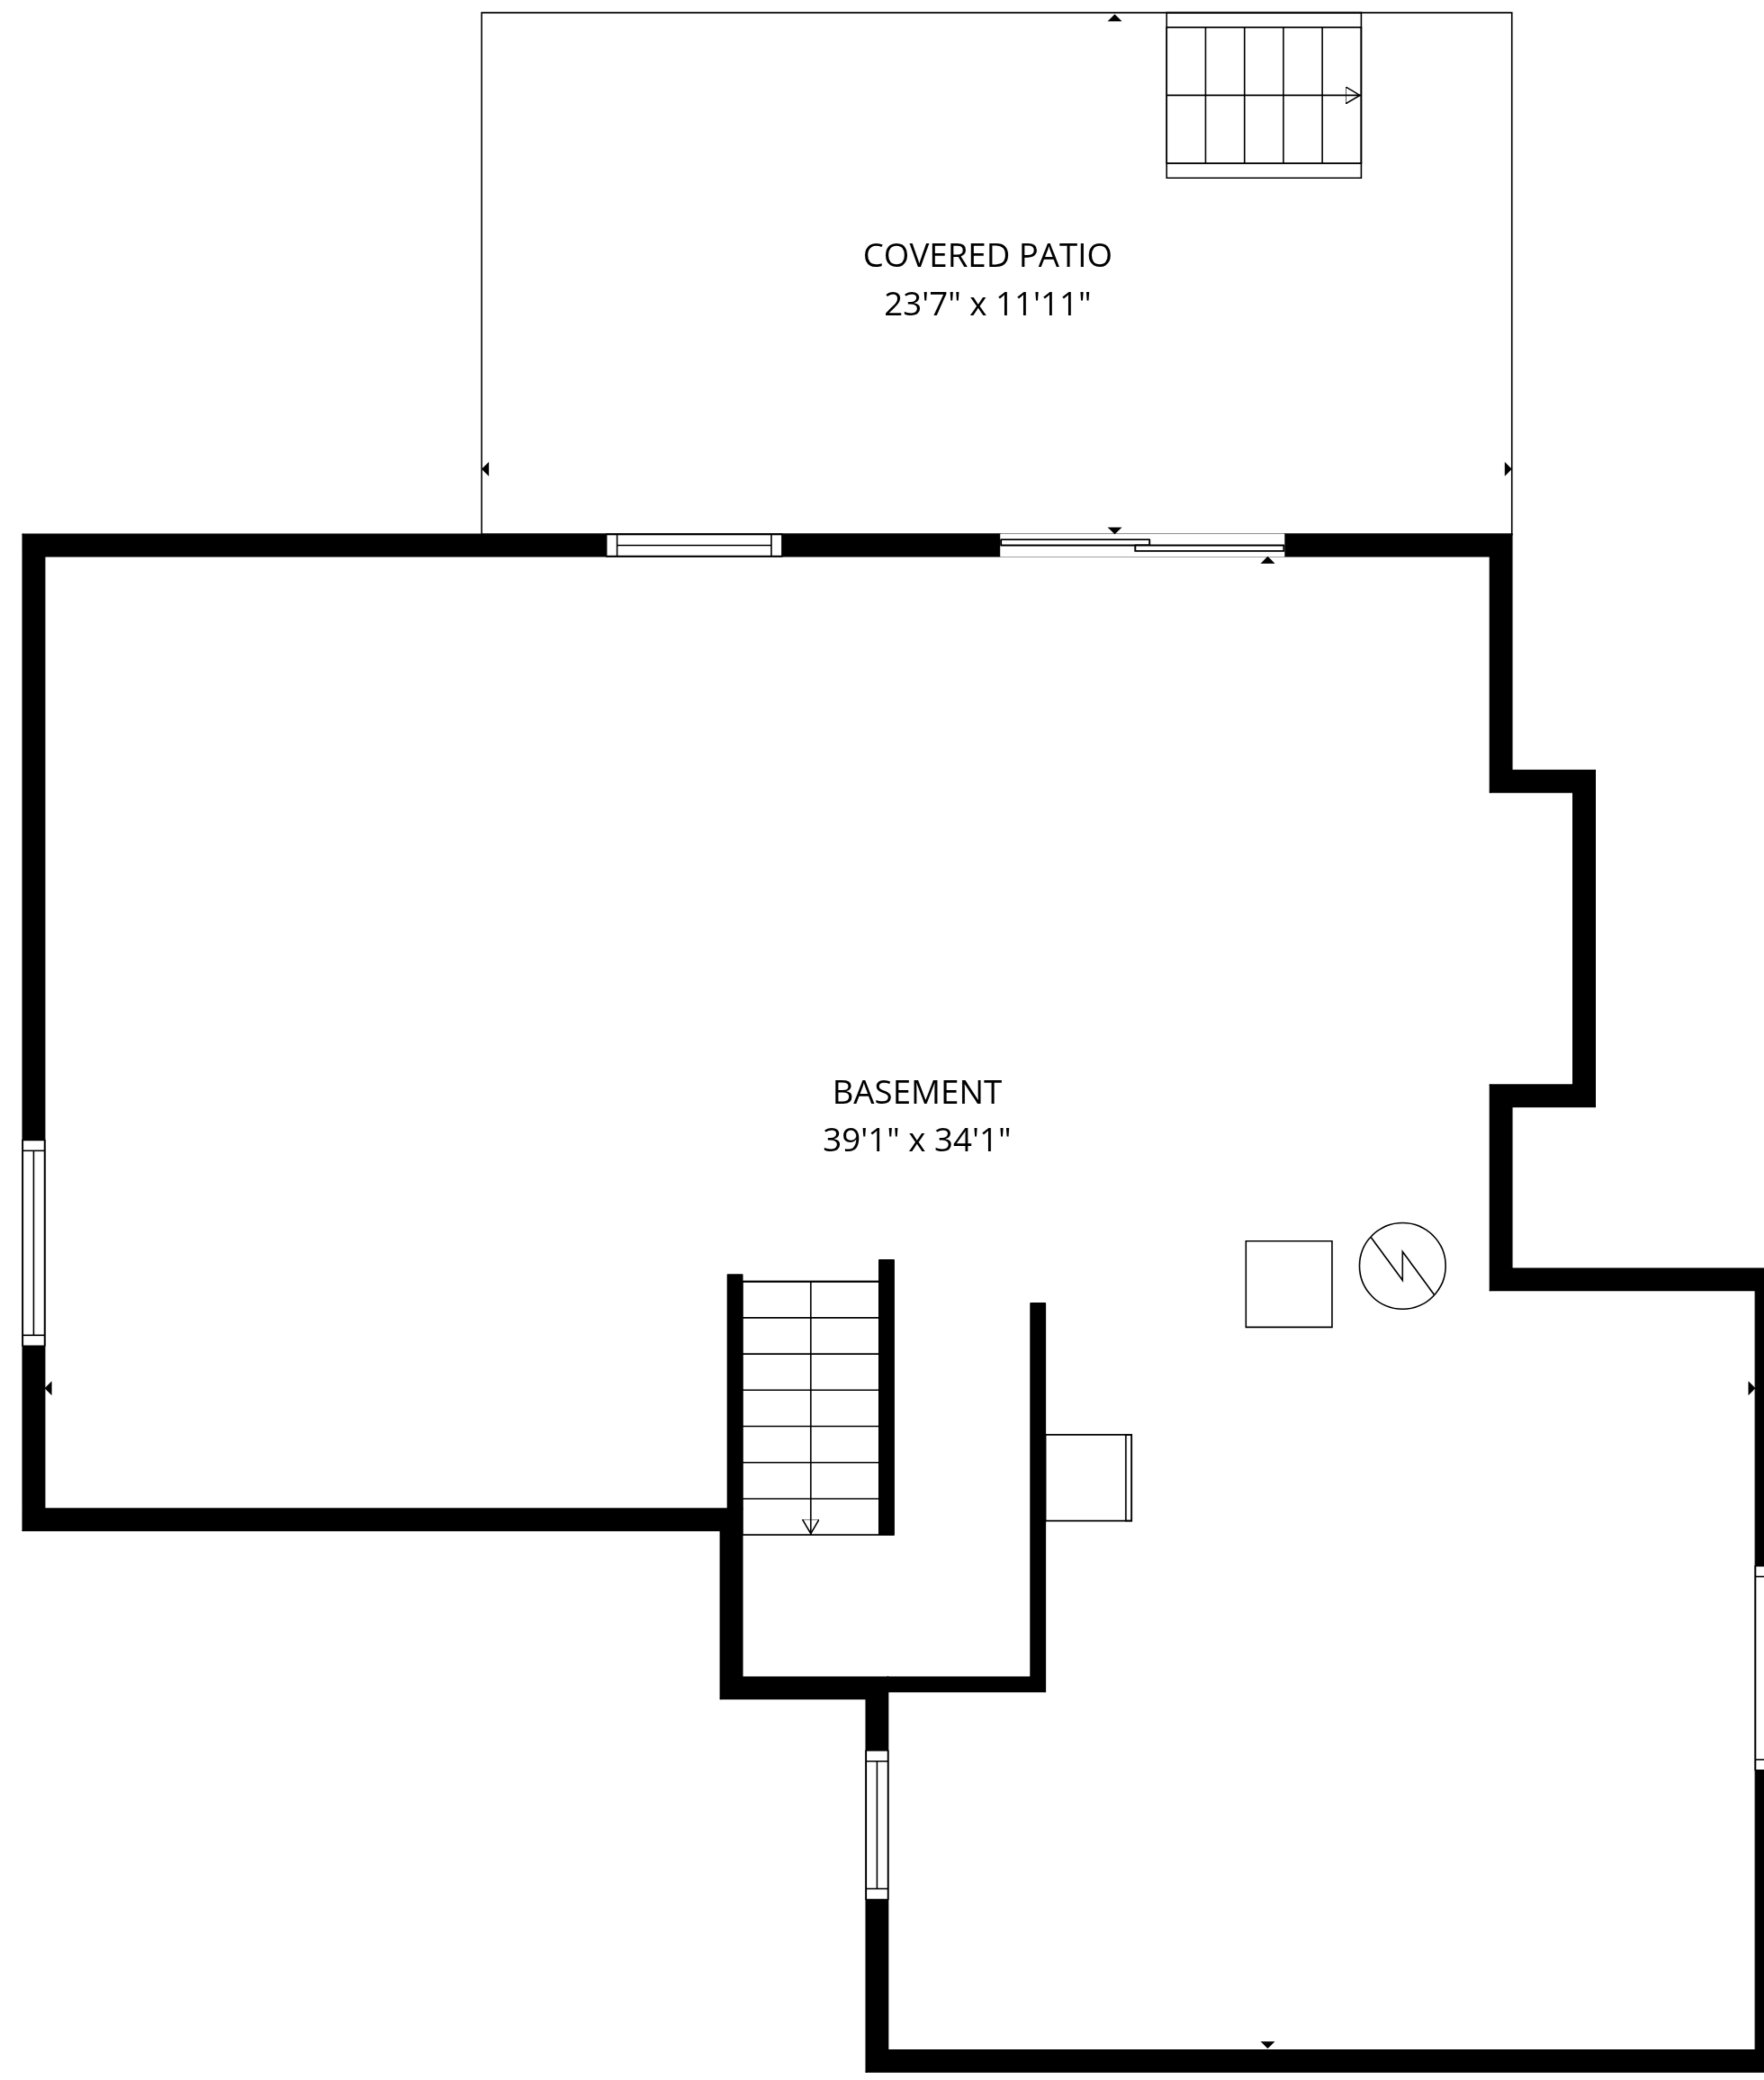 COVERED PATIO
23'7" x 11'11"
BASEMENT
39'1" x 34'1"